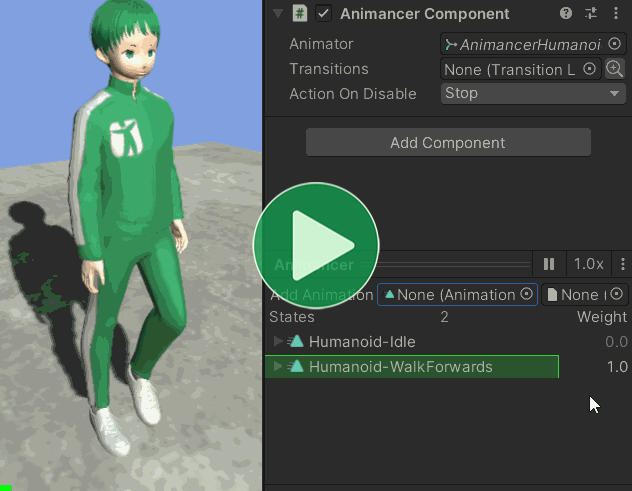 Animancer Component
Animator AnimancerHumanoi
Transitions None (Transition L
Action On Disable Stop
Add Component
Animancer 1.0x
Add Animation None (Animation None (
States 2 Weight
Humanoid-Idle 0.0
Humanoid-WalkForwards 1.0